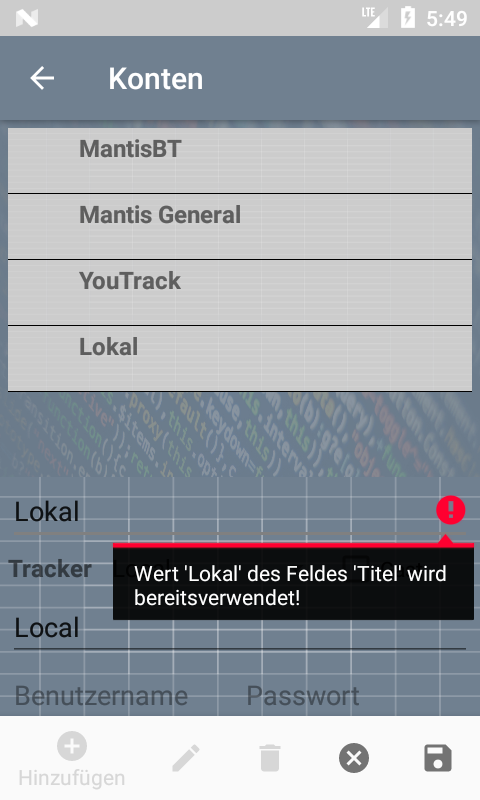 LTE 5:49
Konten
MantisBT
Mantis General
YouTrack
Lokal
Lokal
Wert 'Lokal' des Feldes 'Titel' wird
bereitsverwendet!
Tracker
Local
Benutzername Passwort
Hinzufügen